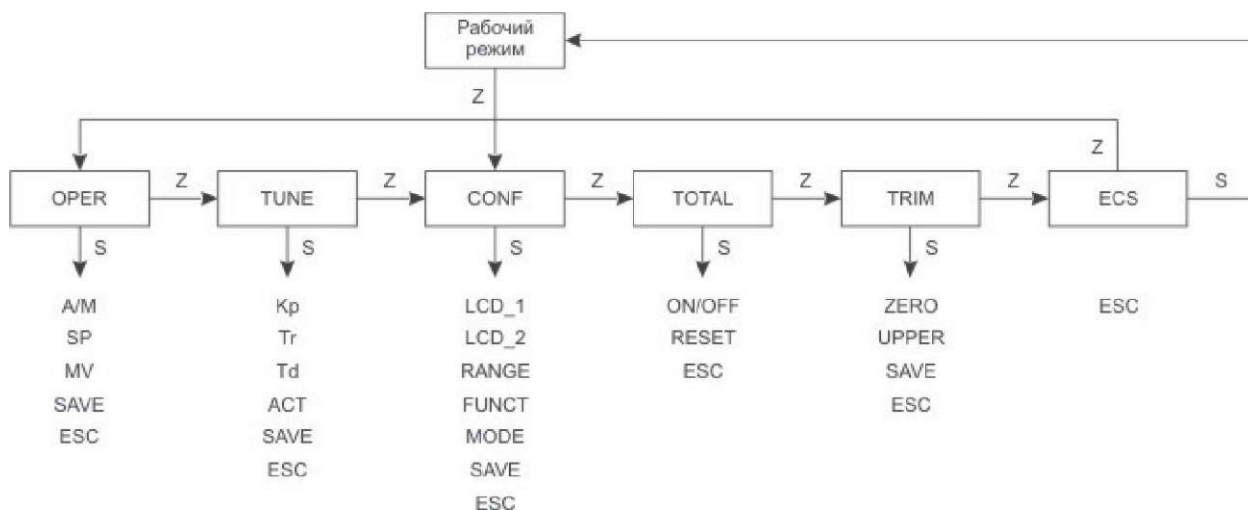 Рабочий
режим
Z
Z
OPER
Z
TUNE
Z
CONF
Z
TOTAL
Z
TRIM
Z
ECS
S
S
S
S
S
S
A/M
SP
MV
SAVE
ESC
Kp
Tr
Td
ACT
SAVE
ESC
LCD_1
LCD_2
RANGE
FUNCT
MODE
SAVE
ESC
ON/OFF
RESET
ESC
ZERO
UPPER
SAVE
ESC
ESC